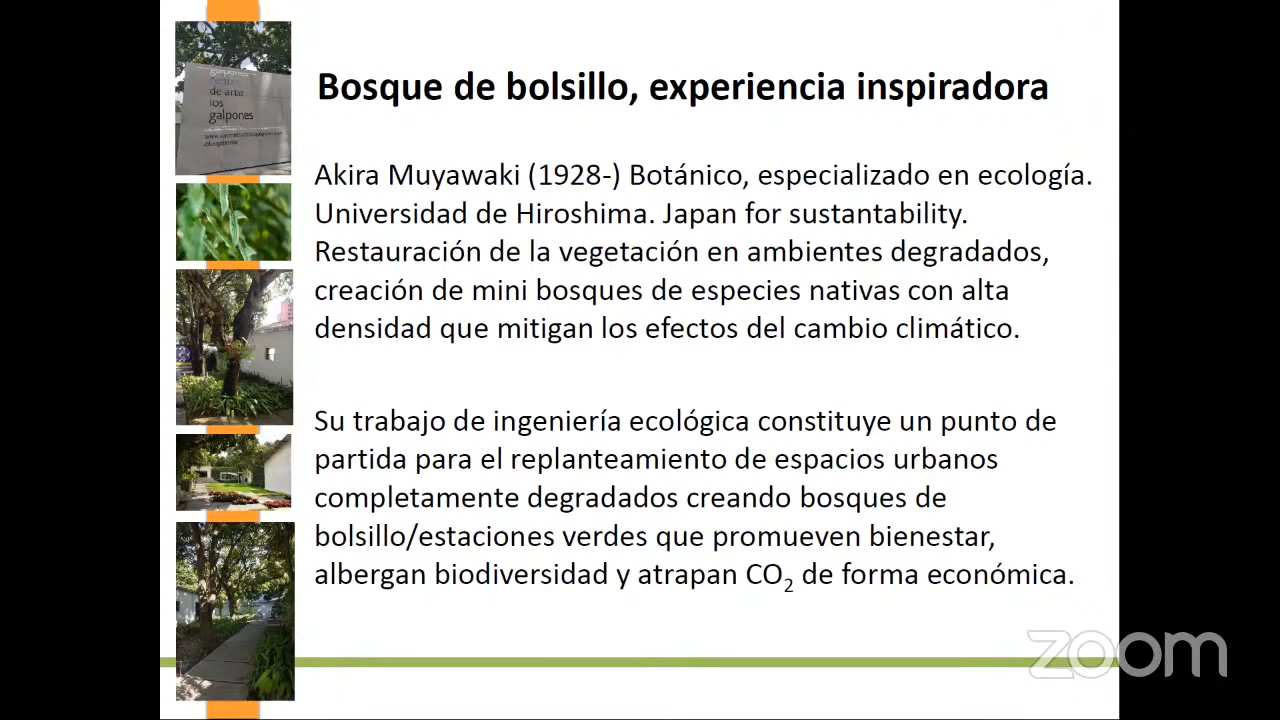 de arte
los
galpones
Bosque de bolsillo, experiencia inspiradora
Akira Muyawaki (1928-) Botánico, especializado en ecología.
Universidad de Hiroshima. Japan for sustantability.
Restauración de la vegetación en ambientes degradados,
creación de mini bosques de especies nativas con alta
densidad que mitigan los efectos del cambio climático.
Su trabajo de ingeniería ecológica constituye un punto de
partida para el replanteamiento de espacios urbanos
completamente degradados creando bosques de
bolsillo/estaciones verdes que promueven bienestar,
albergan biodiversidad y atrapan CO₂ de forma económica.
zoom